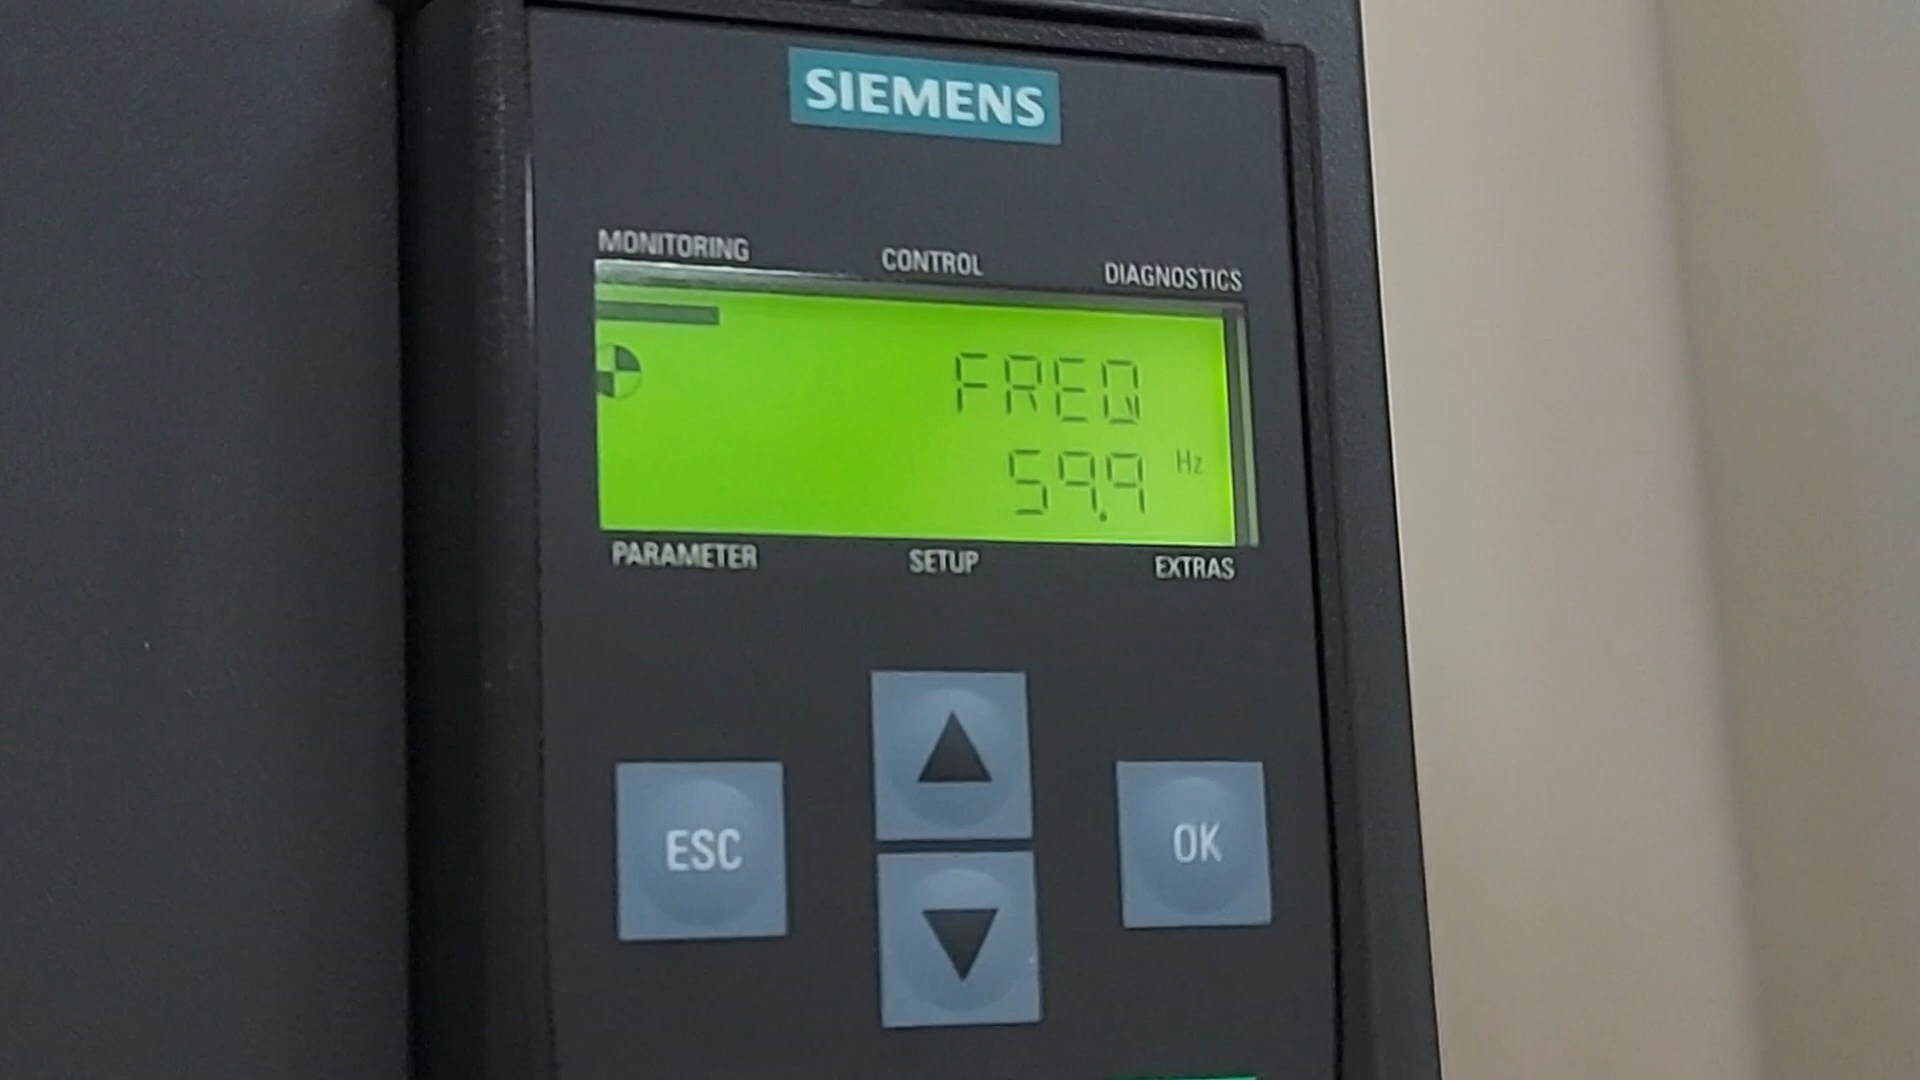 SIEMENS
MONITORING CONTROL DIAGNOSTICS
FREQ
59.9 Hz
PARAMETER SETUP EXTRAS
ESC OK